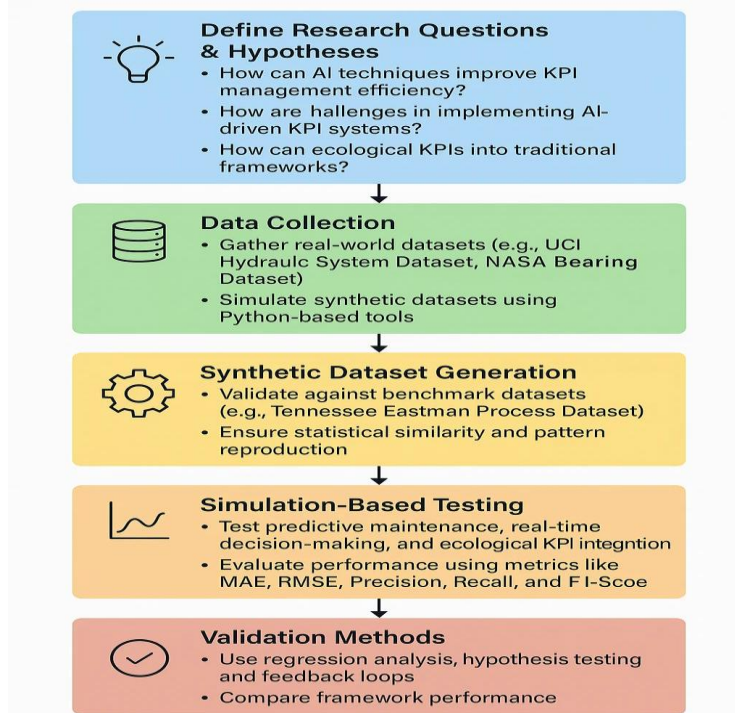 Define Research Questions
& Hypotheses
• How can AI techniques improve KPI
management efficiency?
• How are hallenges in implementing AI-
driven KPI systems?
• How can ecological KPIs into traditional
frameworks?
Data Collection
• Gather real-world datasets (e.g., UCI
Hydraulc System Dataset, NASA Bearing
Dataset)
• Simulate synthetic datasets using
Python-based tools
Synthetic Dataset Generation
• Validate against benchmark datasets
(e.g., Tennessee Eastman Process Dataset)
• Ensure statistical similarity and pattern
reproduction
Simulation-Based Testing
• Test predictive maintenance, real-time
decision-making, and ecological KPI integntion
• Evaluate performance using metrics like
MAE, RMSE, Precision, Recall, and F I-Scoe
Validation Methods
• Use regression analysis, hypothesis testing
and feedback loops
• Compare framework performance